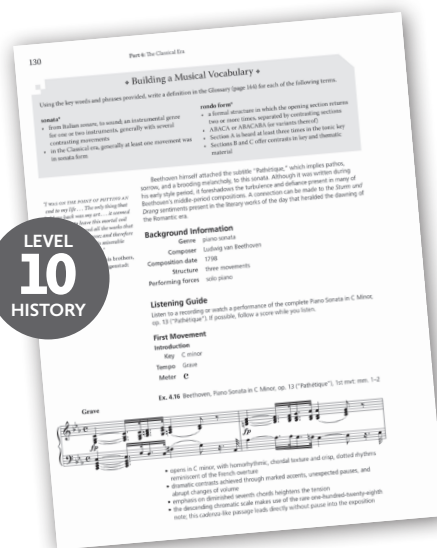 130
Part 4: The Classical Era
Building a Musical Vocabulary
Using the key words and phrases provided, write a definition in the Glossary (page 164) for each of the following terms.
sonata*
• from Italian sonare, to sound; an instrumental genre
for one or two instruments, generally with several
contrasting movements
• in the Classical era, generally at least one movement was
in sonata form
rondo form*
• a formal structure in which the opening section returns
two or more times, separated by contrasting sections
• ABACA or ABACABA (or variants thereof)
• Section A is heard at least three times in the tonic key
• Sections B and C offer contrasts in key and thematic
material
Beethoven himself attached the subtitle "Pathétique," which implies pathos,
sorrow, and a brooding melancholy, to this sonata. Although it was written during
his early style period, it foreshadows the turbulence and defiance present in many of
Beethoven's middle-period compositions. A connection can be made to the Sturm und
Drang sentiments present in the literary works of the day that heralded the dawning of
the Romantic era.
I WAS ON THE POINT OF PUTTING AN
end to my life . . . The only thing that
back was my art . . . it seemed
leave this world until
all the works that
and therefore
miserable
his brothers,
LEVEL
10
HISTORY
Background Information
Genre piano sonata
Composer Ludwig van Beethoven
Composition date 1798
Structure three movements
Performing forces solo piano
Listening Guide
Listen to a recording or watch a performance of the complete Piano Sonata in C Minor,
op. 13 ("Pathétique"). If possible, follow a score while you listen.
First Movement
Introduction
Key C minor
Tempo Grave
Meter 𝄴
Ex. 4.16 Beethoven, Piano Sonata in C Minor, op. 13 ("Pathétique"), 1st mvt. mm. 1–2
Grave
fp
fp
• opens in C minor, with homorhythmic, chordal texture and crisp, dotted rhythms
reminiscent of the French overture
• dramatic contrasts achieved through marked accents, unexpected pauses, and
abrupt changes of volume
• emphasis on diminished seventh chords heightens the tension
• the descending chromatic scale makes use of the rare one-hundred-twenty-eighth
note; this cadenza-like passage leads directly without pause into the exposition